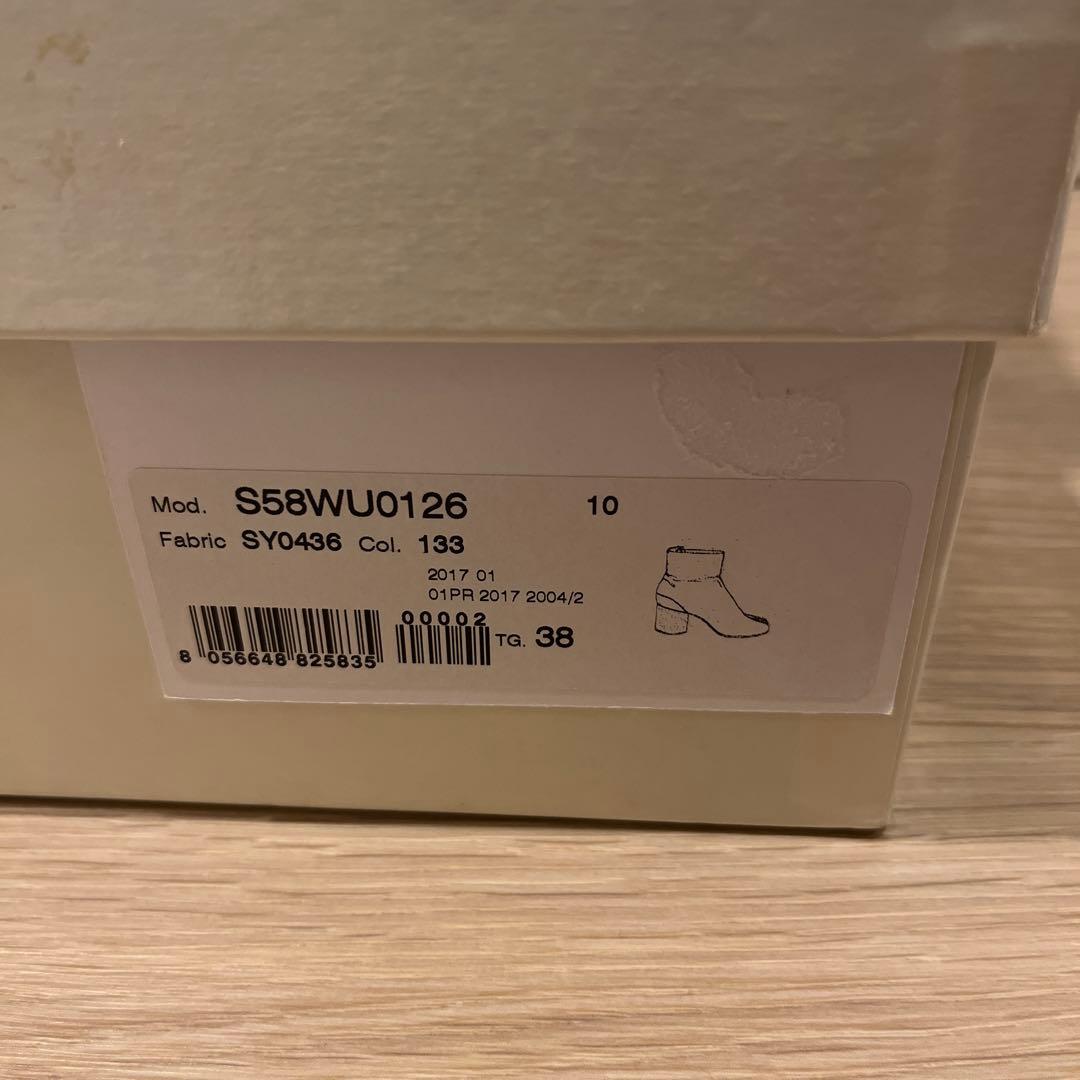 Mod. S58WU0126 10
Fabric SY0436 Col. 133
2017 01
01PR 2017 2004/2
00002
8 056648 825835 TG. 38